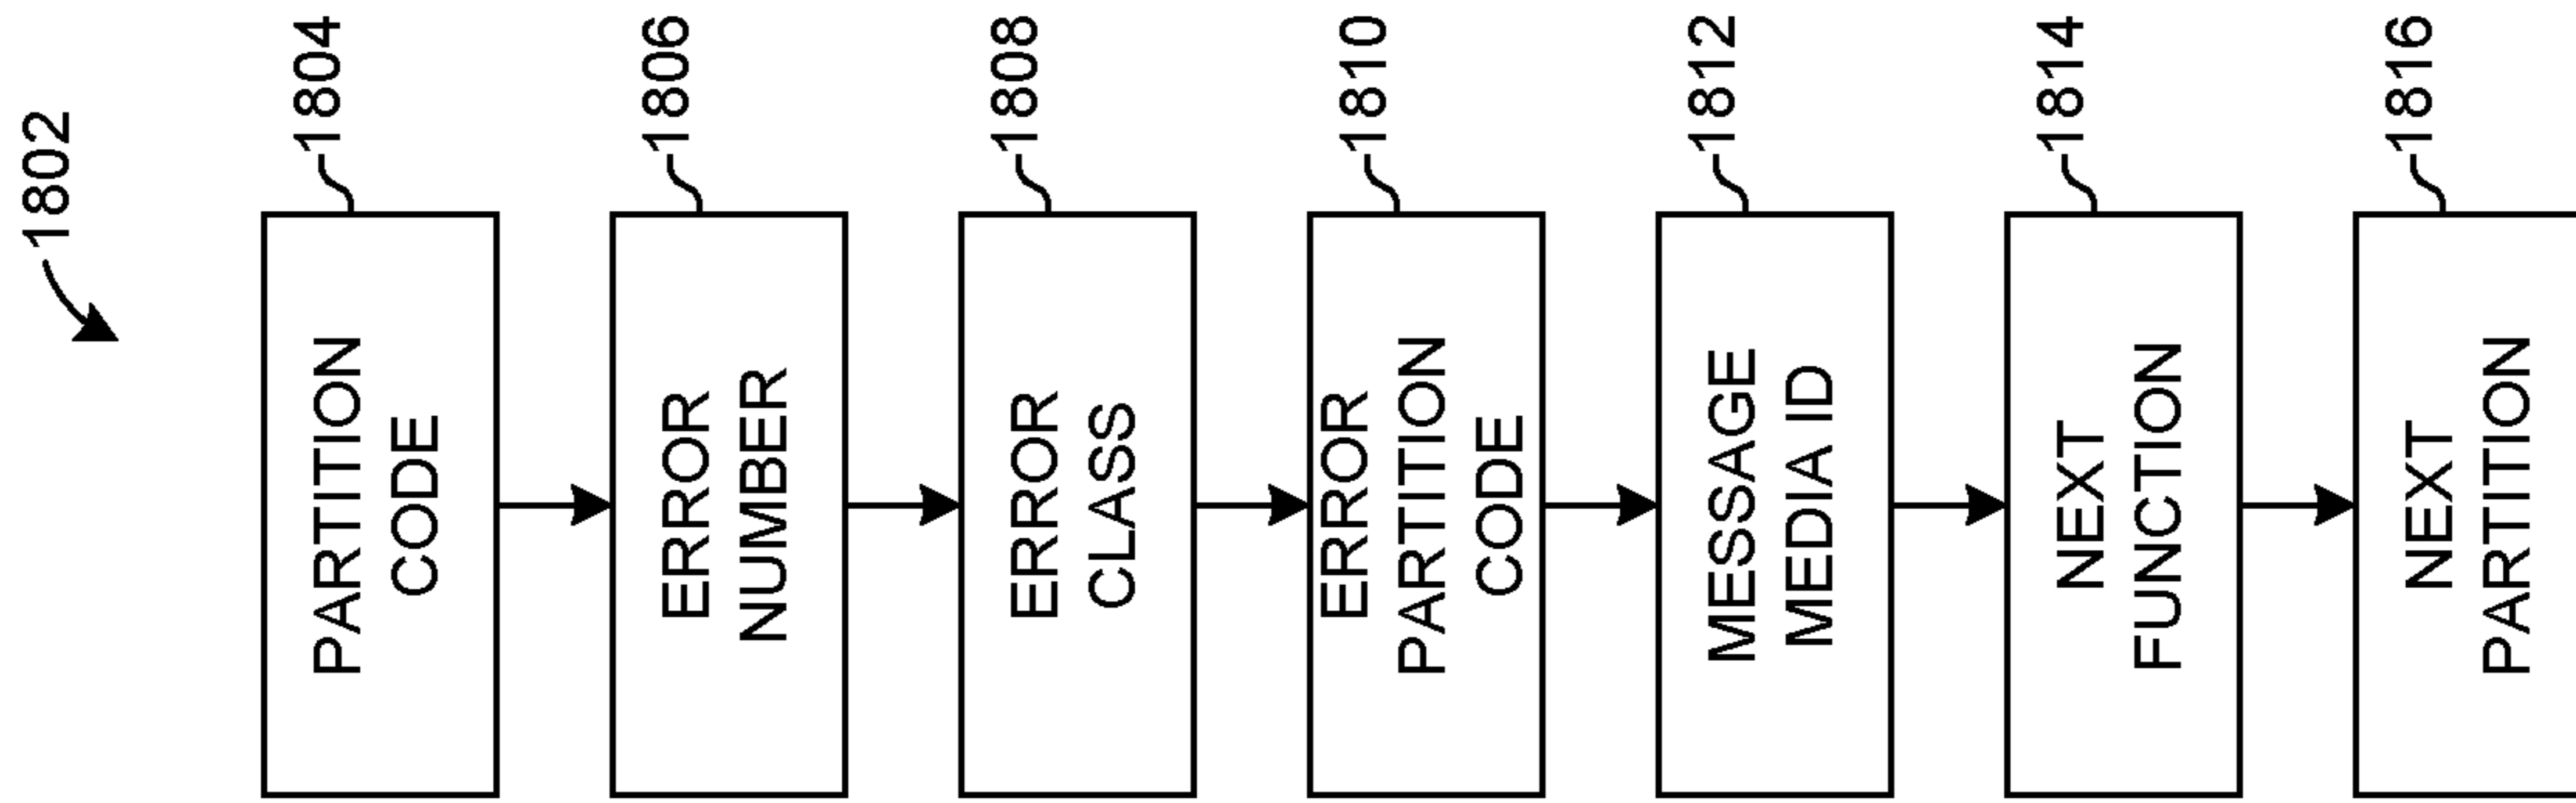 1802
PARTITION
CODE
1804
ERROR
NUMBER
1806
ERROR
CLASS
1808
ERROR
PARTITION
CODE
1810
MESSAGE
MEDIA ID
1812
NEXT
FUNCTION
1814
NEXT
PARTITION
1816